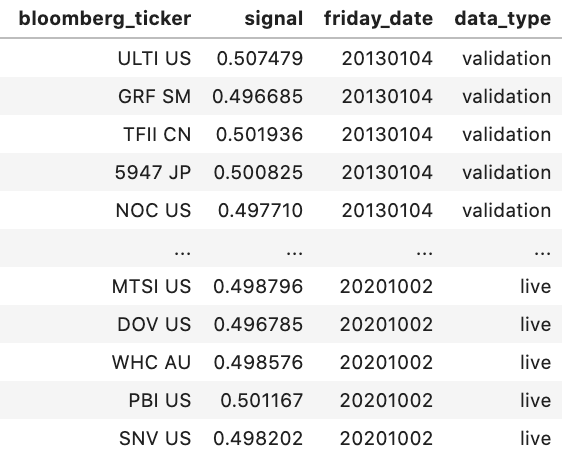 bloomberg_ticker signal friday_date data_type
ULTI US 0.507479 20130104 validation
GRF SM 0.496685 20130104 validation
TFII CN 0.501936 20130104 validation
5947 JP 0.500825 20130104 validation
NOC US 0.497710 20130104 validation
... ... ... ...
MTSI US 0.498796 20201002 live
DOV US 0.496785 20201002 live
WHC AU 0.498576 20201002 live
PBI US 0.501167 20201002 live
SNV US 0.498202 20201002 live